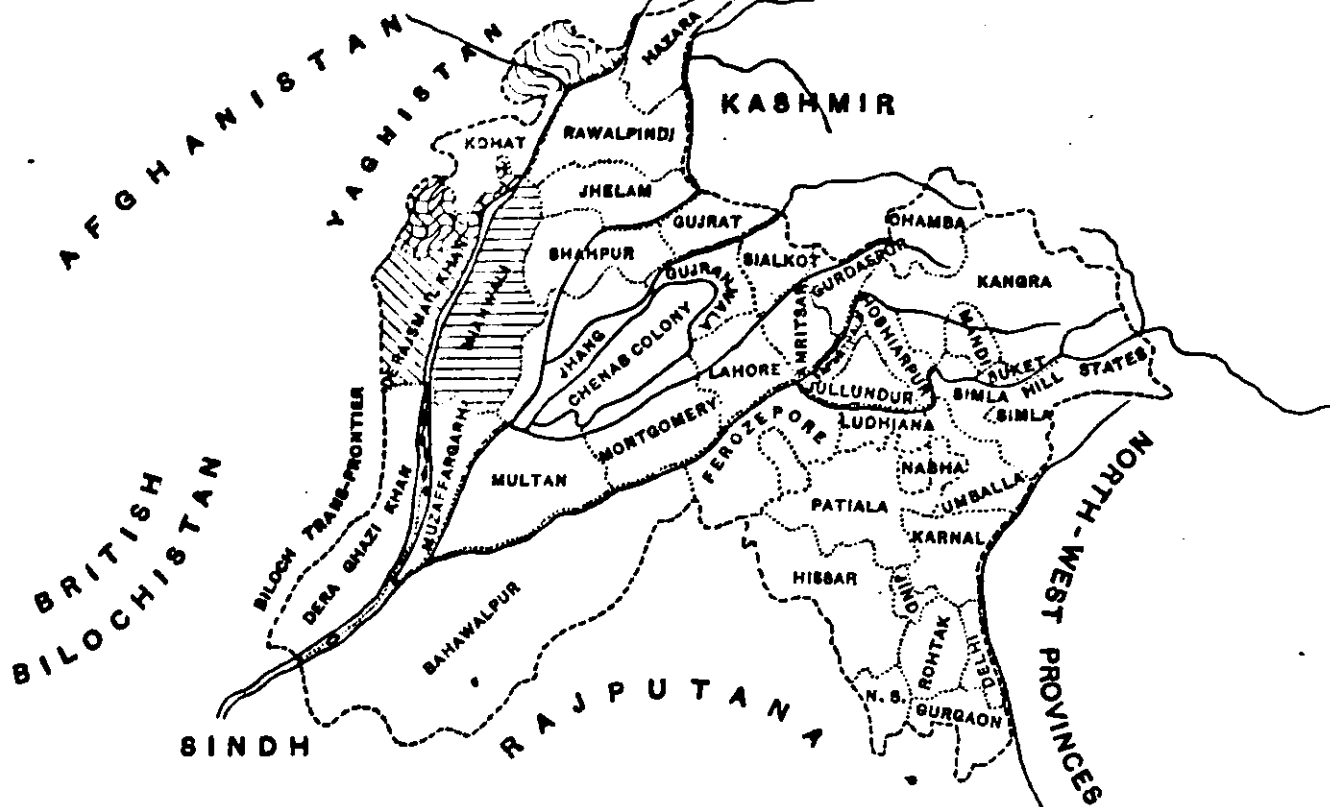 HAZARA
AFGHANISTAN
YAGHISTAN
KASHMIR
KOHAT
RAWALPINDI
JHELAM
GUJRAT
CHAMBA
SHAHPUR
SIALKOT
GURDASPUR
KANGRA
DERAISMAIL KHAN
MIANWALI
GUJRANWALA
AMRITSAR
HOSHIARPUR
MANDI
SUKET
JHANG
CHENAB COLONY
LAHORE
JULLUNDUR
SIMLA HILL STATES
SIMLA
LUDHIANA
MONTGOMERY
FEROZEPORE
MUZAFFARGARH
MULTAN
NABHA
UMBALLA
PATIALA
KARNAL
NORTH-WEST PROVINCES
BILOCH TRANS-FRONTIER
DERA GHAZI KHAN
BRITISH
BILOCHISTAN
HISSAR
JIND
ROHTAK
DELHI
BAHAWALPUR
N. S.
GURGAON
RAJPUTANA
SINDH